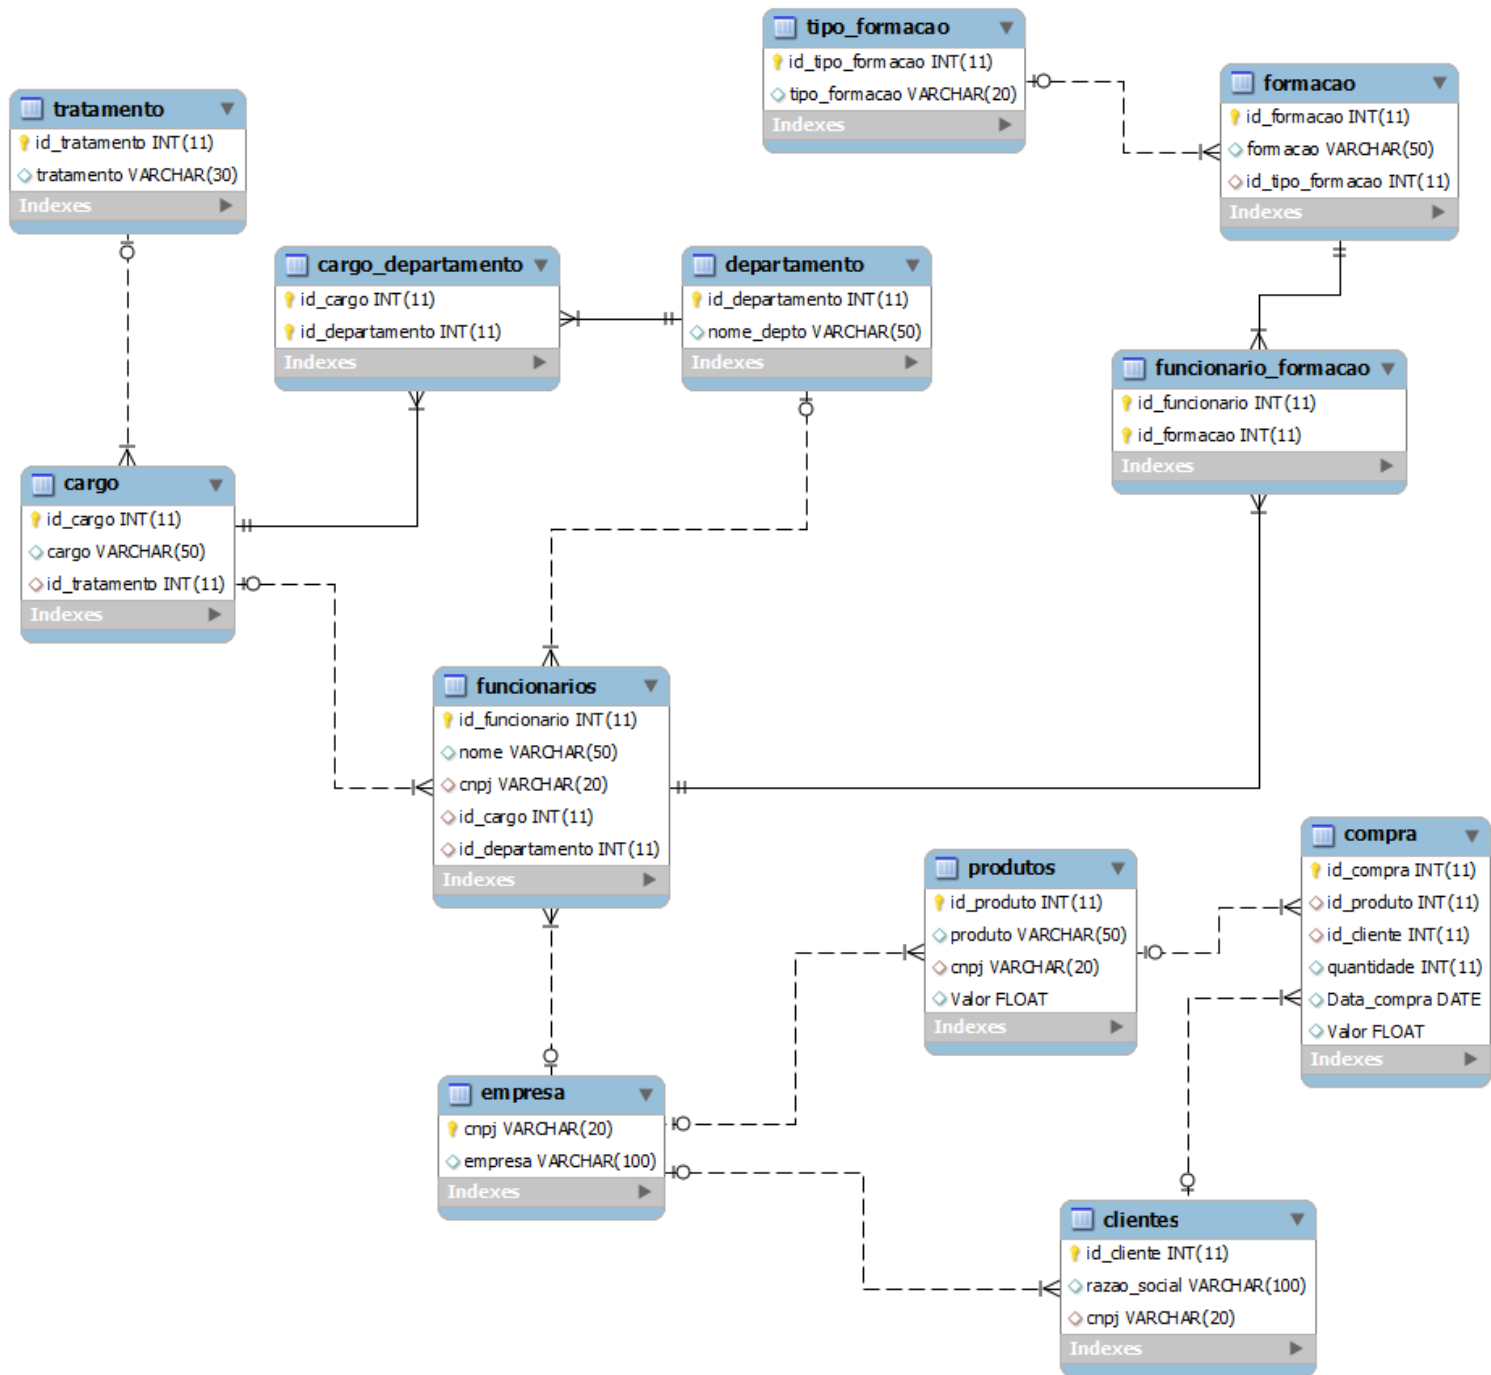 tipo_formacao
id_tipo_formacao INT(11)
tipo_formacao VARCHAR(20)
Indexes
formacao
id_formacao INT(11)
formacao VARCHAR(50)
id_tipo_formacao INT(11)
Indexes
tratamento
id_tratamento INT(11)
tratamento VARCHAR(30)
Indexes
cargo_departamento
id_cargo INT(11)
id_departamento INT(11)
Indexes
departamento
id_departamento INT(11)
nome_depto VARCHAR(50)
Indexes
funcionario_formacao
id_funcionario INT(11)
id_formacao INT(11)
Indexes
cargo
id_cargo INT(11)
cargo VARCHAR(50)
id_tratamento INT(11)
Indexes
funcionarios
id_funcionario INT(11)
nome VARCHAR(50)
cnpj VARCHAR(20)
id_cargo INT(11)
id_departamento INT(11)
Indexes
produtos
id_produto INT(11)
produto VARCHAR(50)
cnpj VARCHAR(20)
Valor FLOAT
Indexes
compra
id_compra INT(11)
id_produto INT(11)
id_cliente INT(11)
quantidade INT(11)
Data_compra DATE
Valor FLOAT
Indexes
empresa
cnpj VARCHAR(20)
empresa VARCHAR(100)
Indexes
clientes
id_cliente INT(11)
razao_social VARCHAR(100)
cnpj VARCHAR(20)
Indexes